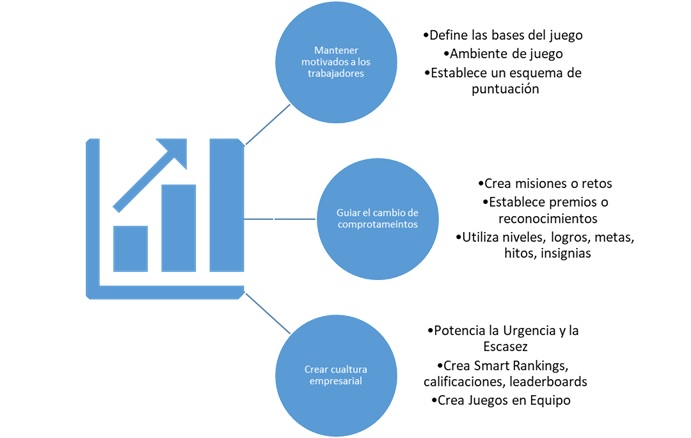 Mantener
motivados a los
trabajadores
•Define las bases del juego
•Ambiente de juego
•Establece un esquema de
puntuación
Guiar el cambio de
comprotameintos
•Crea misiones o retos
•Establece premios o
reconocimientos
•Utiliza niveles, logros, metas,
hitos, insignias
Crear cualtura
empresarial
•Potencia la Urgencia y la
Escasez
•Crea Smart Rankings,
calificaciones, leaderboards
•Crea Juegos en Equipo